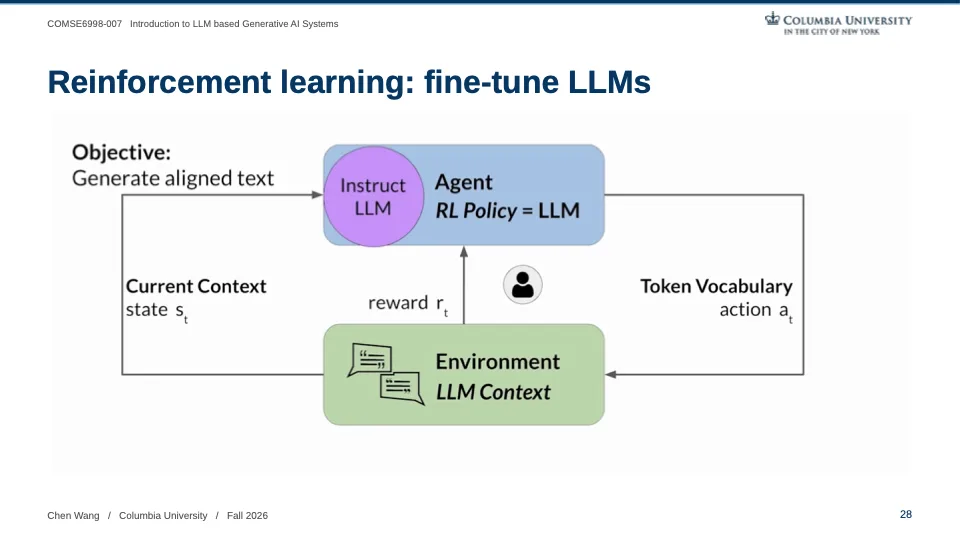 COMSE6998-007 Introduction to LLM based Generative AI Systems
COLUMBIA UNIVERSITY
IN THE CITY OF NEW YORK
Reinforcement learning: fine-tune LLMs
Objective:
Generate aligned text
Instruct
LLM
Agent
RL Policy = LLM
Current Context
state st
reward rt
Token Vocabulary
action at
Environment
LLM Context
Chen Wang / Columbia University / Fall 2026
28